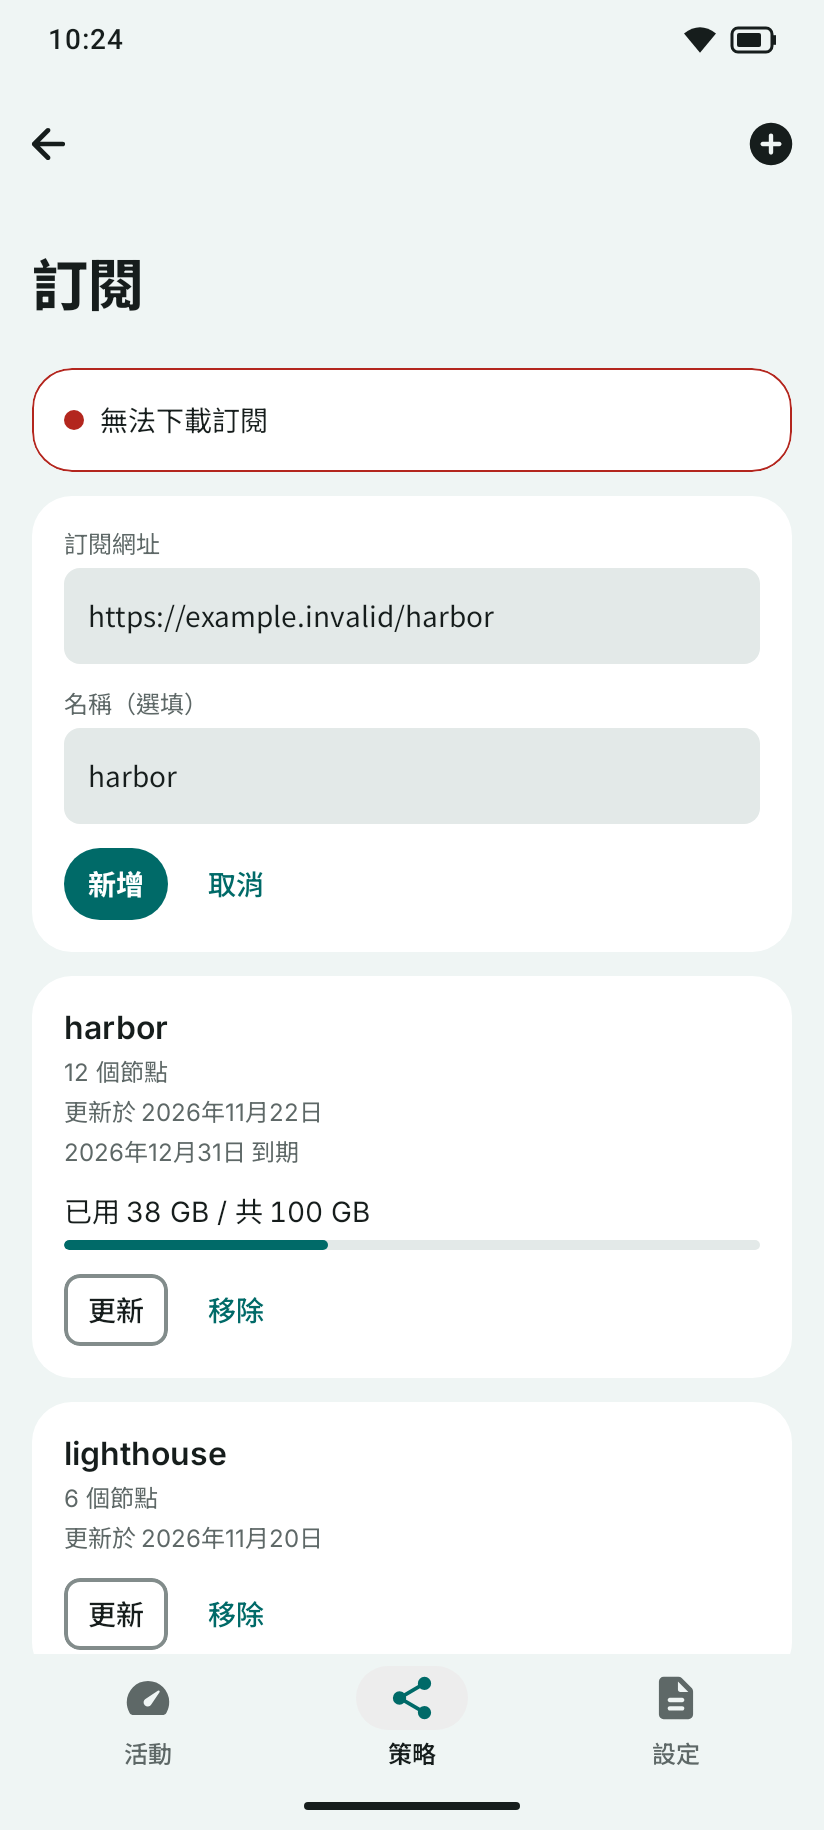 10:24
訂閱
無法下載訂閱
訂閱網址
https://example.invalid/harbor
名稱（選填）
harbor
新增
取消
harbor
12 個節點
更新於 2026年11月22日
2026年12月31日 到期
已用 38 GB / 共 100 GB
更新
移除
lighthouse
6 個節點
更新於 2026年11月20日
更新
移除
活動
策略
設定